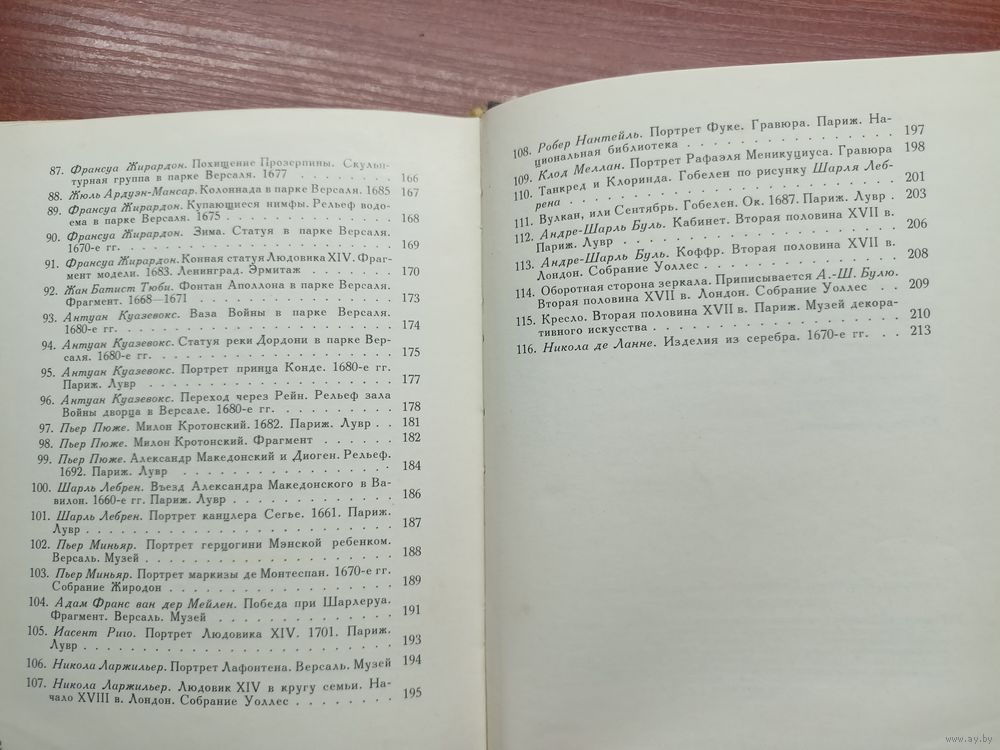 87. Франсуа Жирардон. Похищение Прозерпины. Скульп-
турная группа в парке Версаля. 1677 . . . . . . . . 166
88. Жюль Ардуэн-Мансар. Колоннада в парке Версаля. 1685 167
89. Франсуа Жирардон. Купающиеся нимфы. Рельеф водо-
ема в парке Версаля. 1675 . . . . . . . . . . . . 168
90. Франсуа Жирардон. Зима. Статуя в парке Версаля.
1670-е гг. . . . . . . . . . . . . . . . . . . . . 169
91. Франсуа Жирардон. Конная статуя Людовика XIV. Фраг-
мент модели. 1683. Ленинград. Эрмитаж . . . . . . 170
92. Жан Батист Тюби. Фонтан Аполлона в парке Версаля.
Фрагмент. 1668—1671 . . . . . . . . . . . . . . . 173
93. Антуан Куазевокс. Ваза Войны в парке Версаля.
1680-е гг. . . . . . . . . . . . . . . . . . . . . 174
94. Антуан Куазевокс. Статуя реки Дордони в парке Вер-
саля. 1680-е гг. . . . . . . . . . . . . . . . . . 175
95. Антуан Куазевокс. Портрет принца Конде. 1680-е гг.
Париж. Лувр . . . . . . . . . . . . . . . . . . . 177
96. Антуан Куазевокс. Переход через Рейн. Рельеф зала
Войны дворца в Версале. 1680-е гг. . . . . . . . . 178
97. Пьер Пюже. Милон Кротонский. 1682. Париж. Лувр . . 181
98. Пьер Пюже. Милон Кротонский. Фрагмент . . . . . . 182
99. Пьер Пюже. Александр Македонский и Диоген. Рельеф.
1692. Париж. Лувр . . . . . . . . . . . . . . . . 184
100. Шарль Лебрен. Въезд Александра Македонского в Ва-
вилон. 1660-е гг. Париж. Лувр . . . . . . . . . . 186
101. Шарль Лебрен. Портрет канцлера Сегье. 1661. Париж.
Лувр . . . . . . . . . . . . . . . . . . . . . . . 187
102. Пьер Миньяр. Портрет герцогини Мэнской ребенком.
Версаль. Музей . . . . . . . . . . . . . . . . . . 188
103. Пьер Миньяр. Портрет маркизы де Монтеспан. 1670-е гг.
Собрание Жиродон . . . . . . . . . . . . . . . . . 189
104. Адам Франс ван дер Мейлен. Победа при Шарлеруа.
Фрагмент. Версаль. Музей . . . . . . . . . . . . . 191
105. Иасент Риго. Портрет Людовика XIV. 1701. Париж.
Лувр . . . . . . . . . . . . . . . . . . . . . . . 193
106. Никола Ларжильер. Портрет Лафонтена. Версаль. Музей 194
107. Никола Ларжильер. Людовик XIV в кругу семьи. На-
чало XVIII в. Лондон. Собрание Уоллес . . . . . . 195
108. Робер Нантейль. Портрет Фуке. Гравюра. Париж. На-
циональная библиотека . . . . . . . . . . . . . . 197
109. Клод Меллан. Портрет Рафаэля Меникуциуса. Гравюра 198
110. Танкред и Клоринда. Гобелен по рисунку Шарля Леб-
рена . . . . . . . . . . . . . . . . . . . . . . . 201
111. Вулкан, или Сентябрь. Гобелен. Ок. 1687. Париж. Лувр . 203
112. Андре-Шарль Буль. Кабинет. Вторая половина XVII в.
Париж. Лувр . . . . . . . . . . . . . . . . . . . 206
113. Андре-Шарль Буль. Коффр. Вторая половина XVII в.
Лондон. Собрание Уоллес . . . . . . . . . . . . . 208
114. Оборотная сторона зеркала. Приписывается А.-Ш. Булю.
Вторая половина XVII в. Лондон. Собрание Уоллес . . 209
115. Кресло. Вторая половина XVII в. Париж. Музей декора-
тивного искусства . . . . . . . . . . . . . . . . 210
116. Никола де Ланне. Изделия из серебра. 1670-е гг. . . 213
www.ay.by